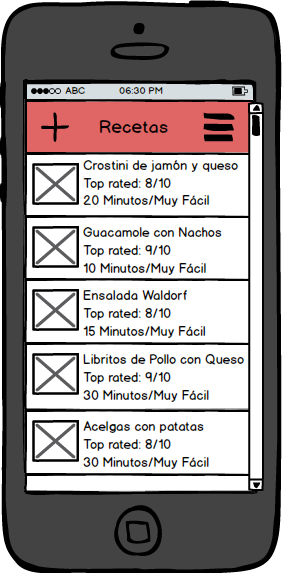 ABC 06:30 PM
Recetas
Crostini de jamón y queso
Top rated: 8/10
20 Minutos/Muy Fácil
Guacamole con Nachos
Top rated: 9/10
10 Minutos/Muy Fácil
Ensalada Waldorf
Top rated: 8/10
15 Minutos/Muy Fácil
Libritos de Pollo con Queso
Top rated: 9/10
30 Minutos/Muy Fácil
Acelgas con patatas
Top rated: 8/10
30 Minutos/Muy Fácil